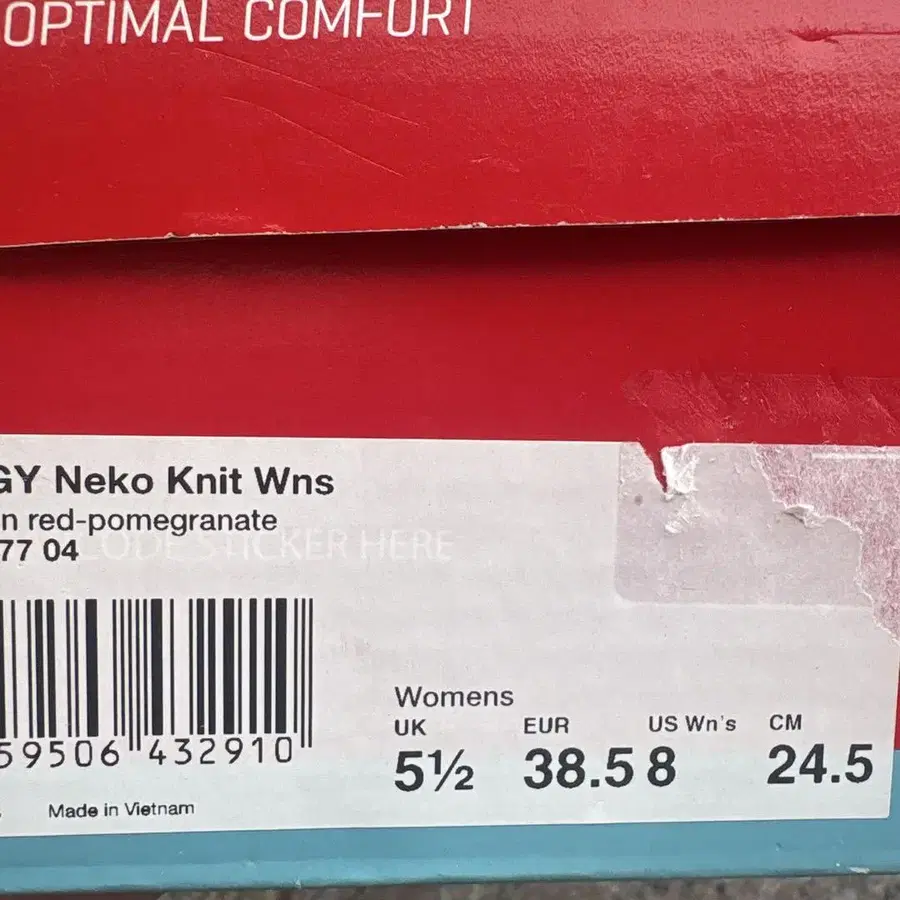 OPTIMAL COMFORT
GY Neko Knit Wns
n red-pomegranate
77 04
ODE STICKER HERE
59506 432910
Made in Vietnam
Womens
UK EUR US Wn's CM
5½ 38.5 8 24.5